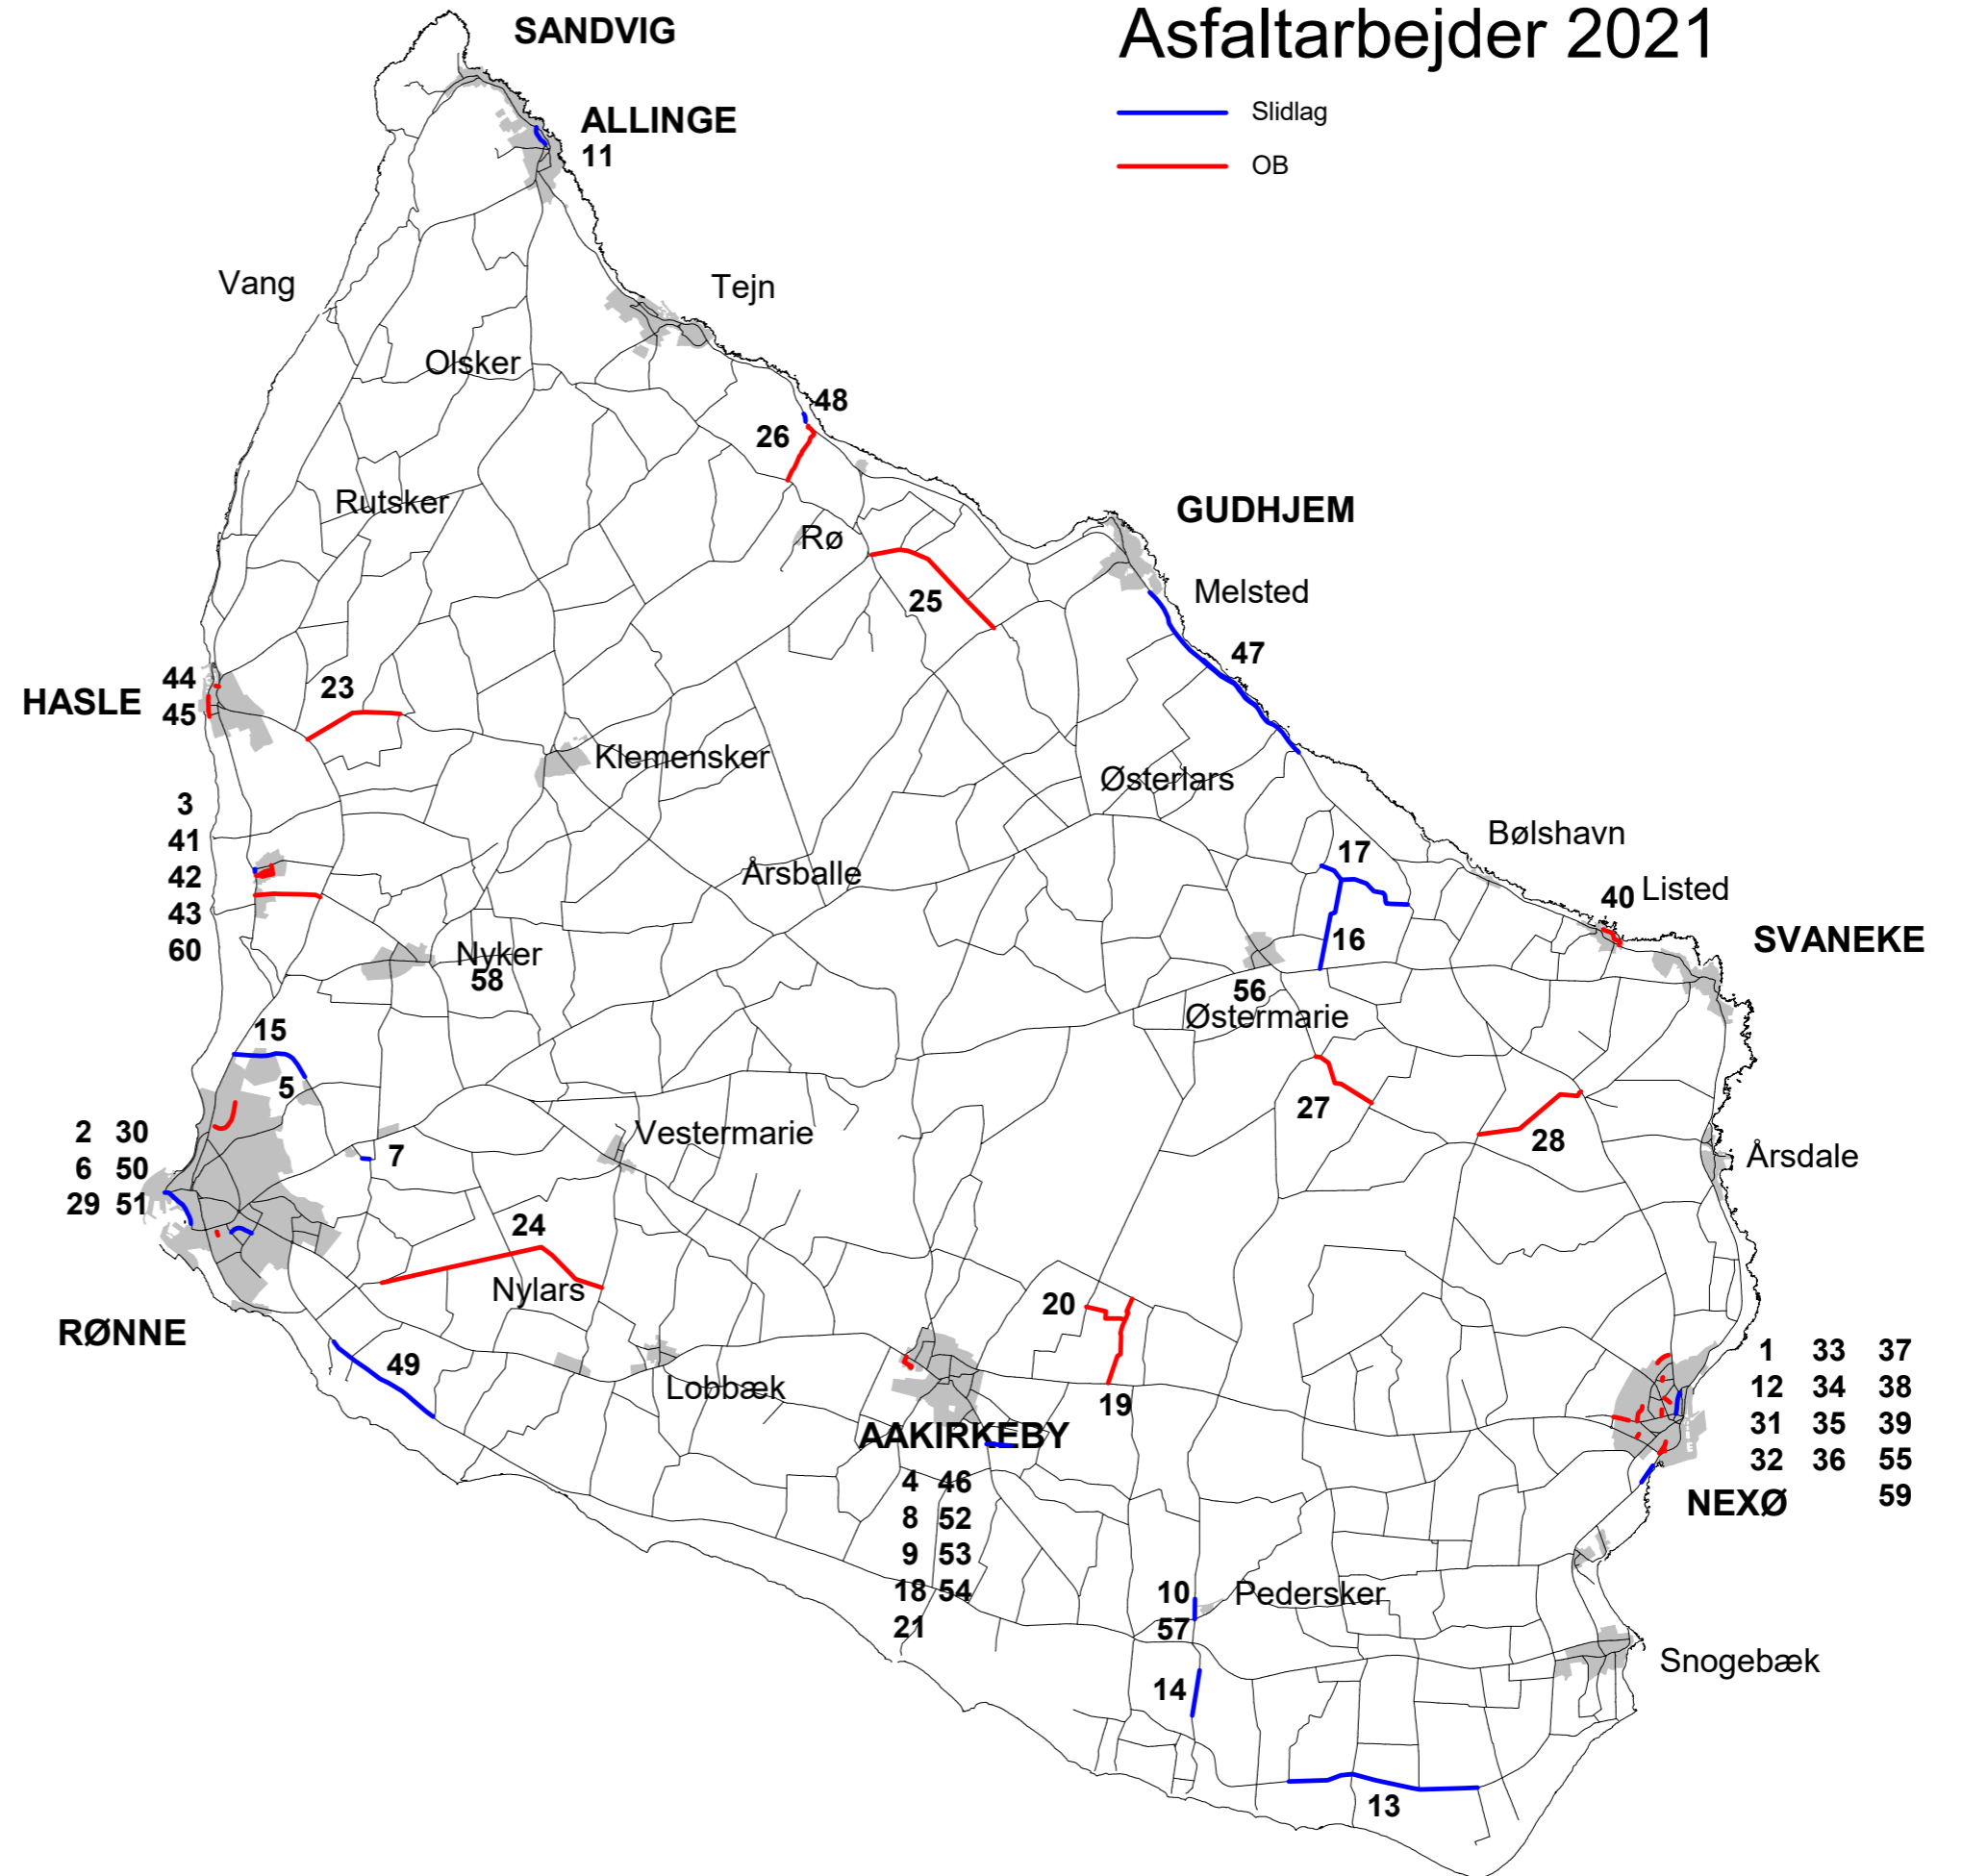 Asfaltarbejder 2021
Slidlag
OB
SANDVIG
ALLINGE
11
Vang
Tejn
Olsker
48
26
Rutsker
Rø
GUDHJEM
25
Melsted
47
HASLE
44
45
23
Klemensker
Østerlars
3
41
42
43
60
Årsballe
17
Bølshavn
40
Listed
16
SVANEKE
Nyker
58
56
Østermarie
15
5
27
28
Årsdale
2 30
6 50
29 51
7
Vestermarie
24
Nylars
20
RØNNE
49
Lobbæk
19
1 33 37
12 34 38
31 35 39
32 36 55
59
NEXØ
AAKIRKEBY
4 46
8 52
9 53
18 54
21
10
57
Pedersker
Snogebæk
14
13